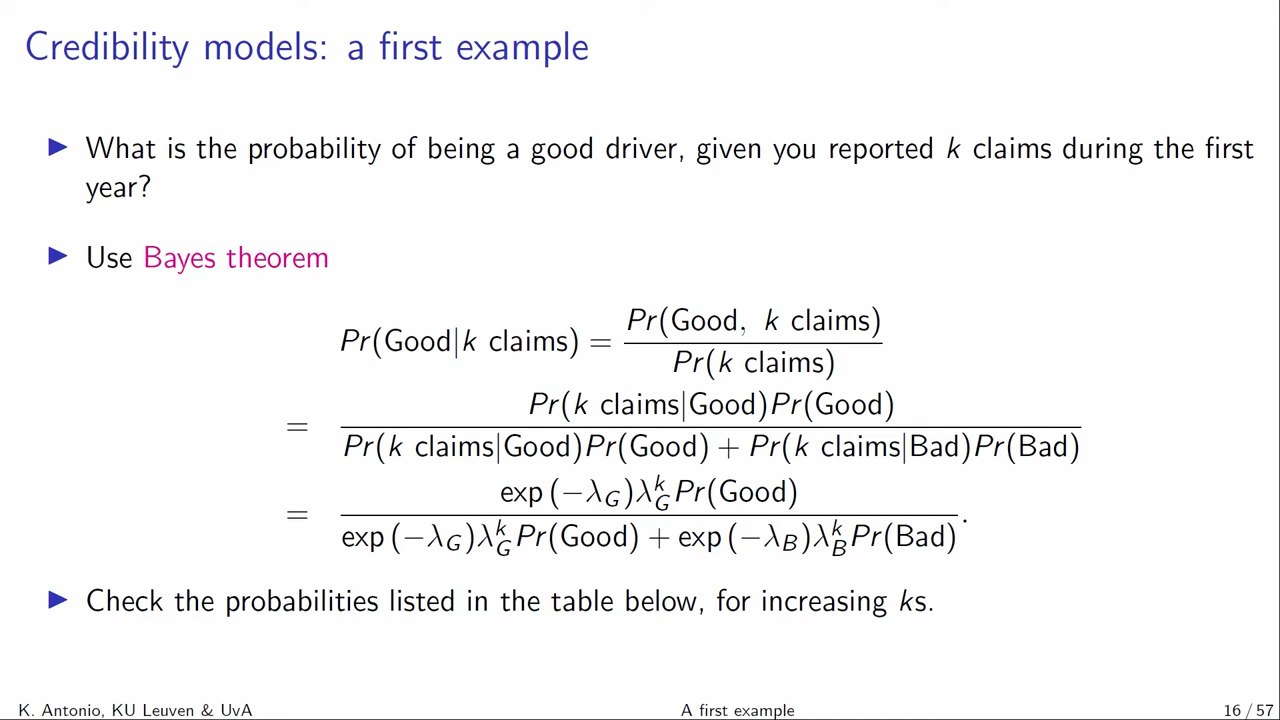 Credibility models: a first example
▶ What is the probability of being a good driver, given you reported k claims during the first
year?
▶ Use Bayes theorem
Pr(Good|k claims) = \frac{Pr(Good, k claims)}{Pr(k claims)}
= \frac{Pr(k claims|Good)Pr(Good)}{Pr(k claims|Good)Pr(Good) + Pr(k claims|Bad)Pr(Bad)}
= \frac{exp(−λ_G)λ_G^k Pr(Good)}{exp(−λ_G)λ_G^k Pr(Good) + exp(−λ_B)λ_B^k Pr(Bad)}.
▶ Check the probabilities listed in the table below, for increasing ks.
K. Antonio, KU Leuven & UvA A first example 16 / 57